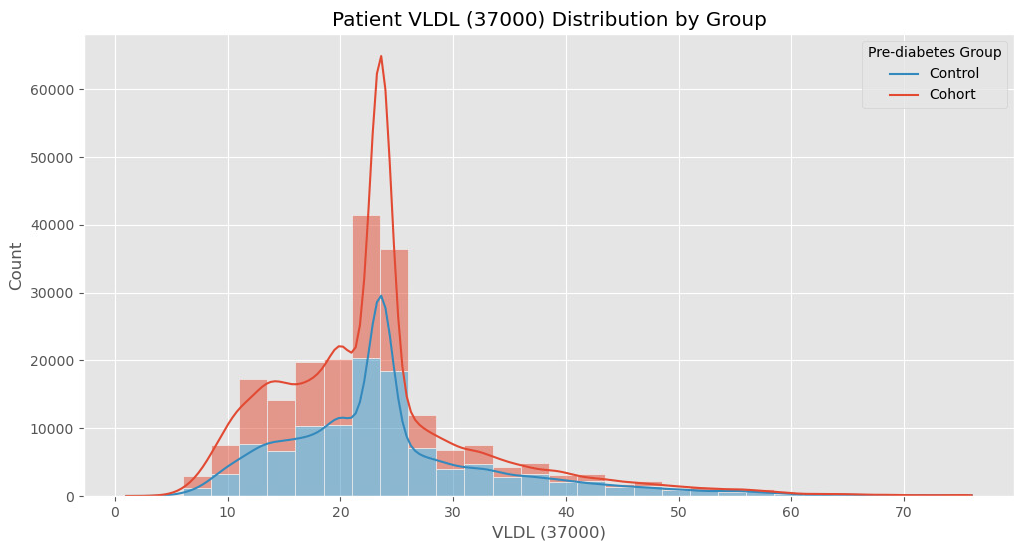 Patient VLDL (37000) Distribution by Group
Pre-diabetes Group
Control
Cohort
Count
60000
50000
40000
30000
20000
10000
0
0 10 20 30 40 50 60 70
VLDL (37000)